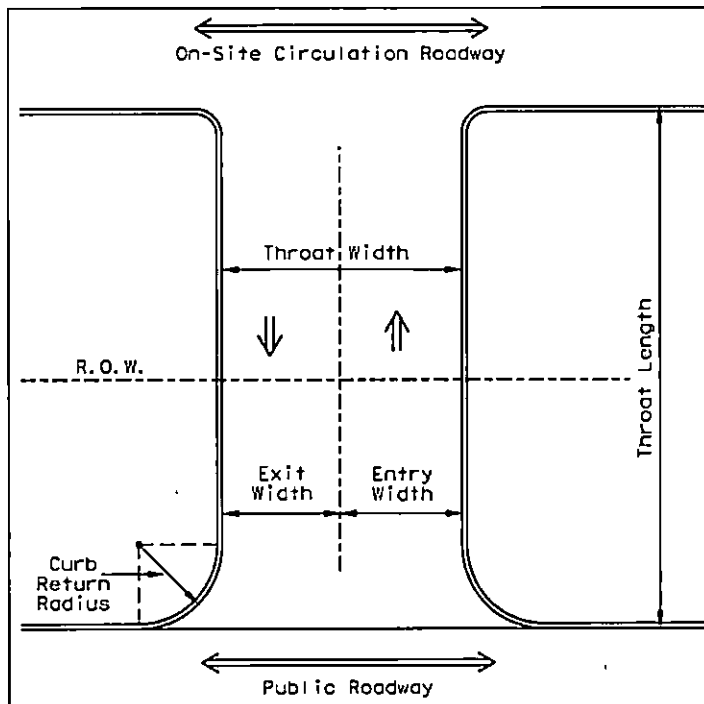 On-Site Circulation Roadway
Throat Width
R.O.W.
Throat Length
Exit
Width
Entry
Width
Curb
Return
Radius
Public Roadway